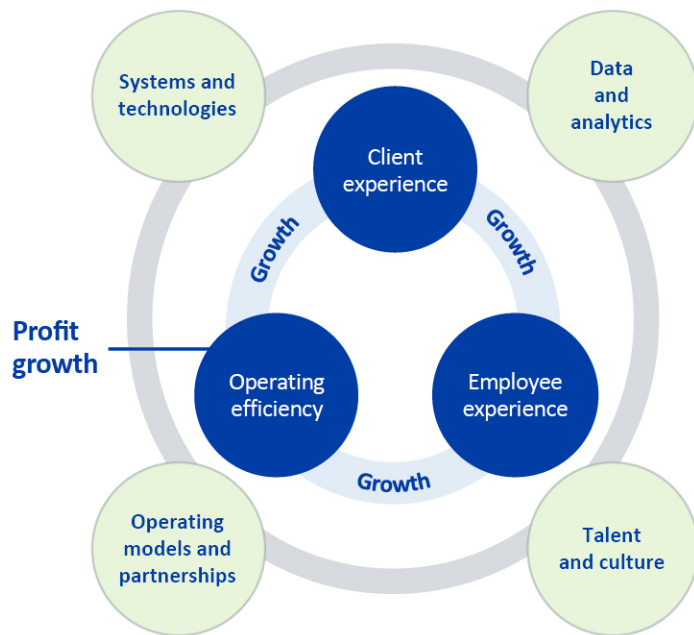 Systems and
technologies
Data
and
analytics
Client
experience
Growth
Growth
Profit
growth
Operating
efficiency
Employee
experience
Growth
Operating
models and
partnerships
Talent
and culture